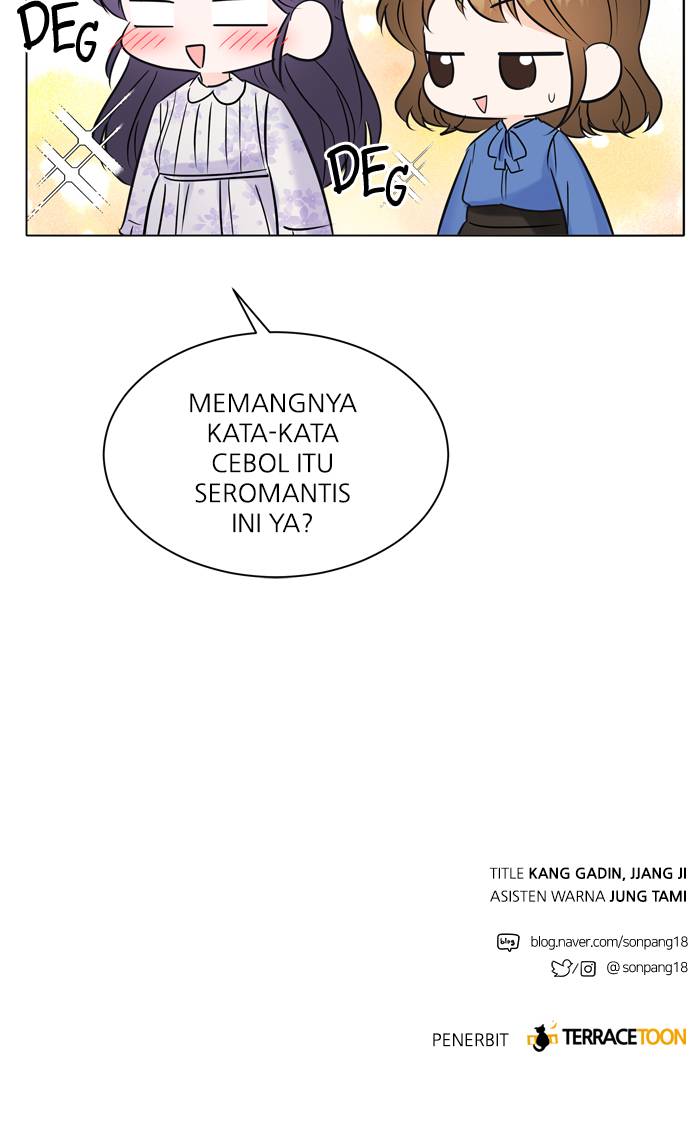 DEG
DEG
MEMANGNYA
KATA-KATA
CEBOL ITU
SEROMANTIS
INI YA?
TITLE KANG GADIN, JJANG JI
ASISTEN WARNA JUNG TAMI
blog blog.naver.com/sonpang18
/ @sonpang18
PENERBIT TERRACETOON